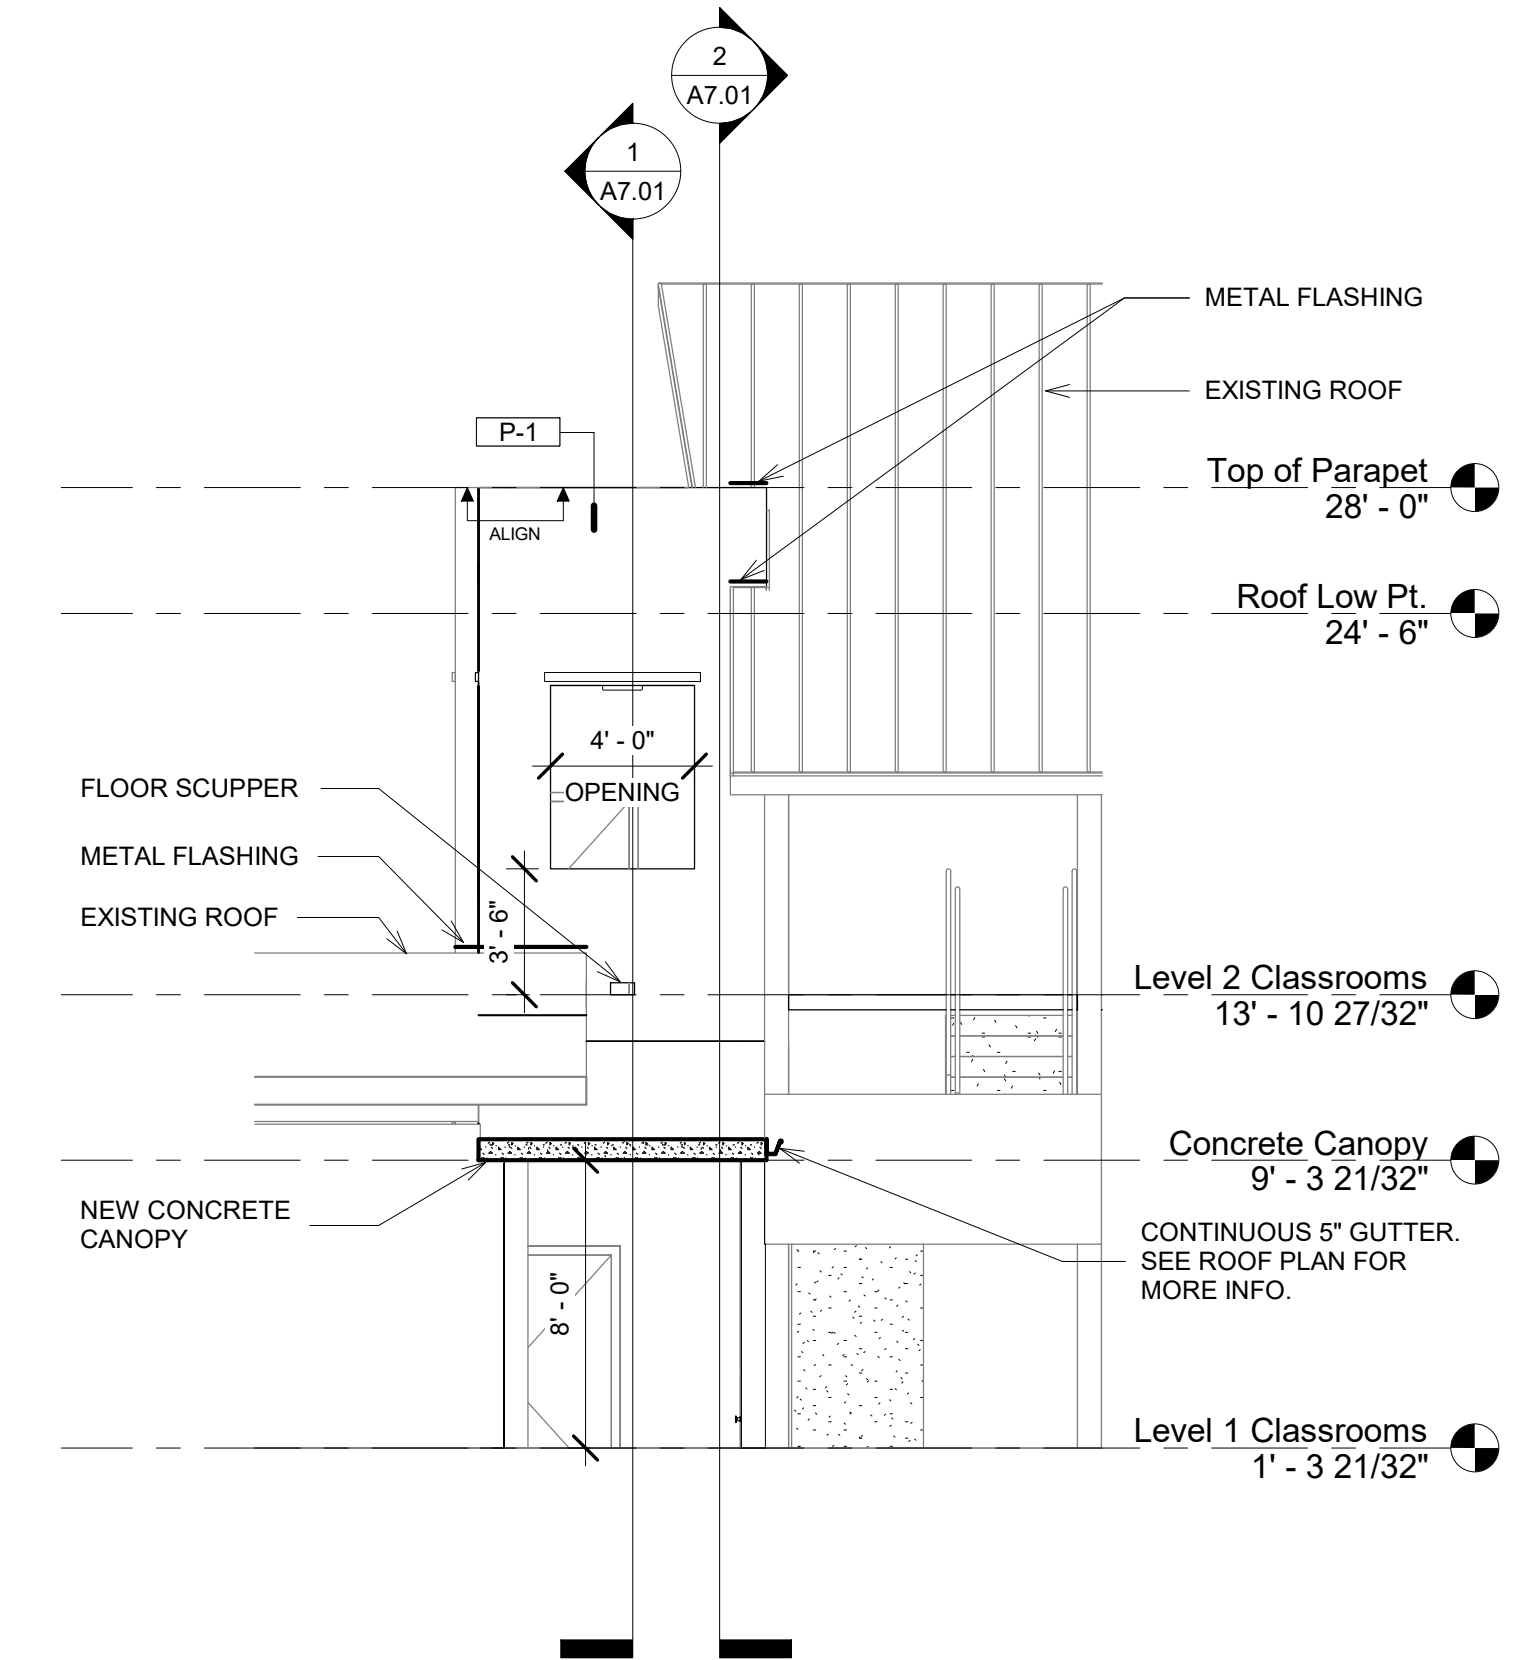 2
A7.01
1
A7.01
METAL FLASHING
EXISTING ROOF
P-1
Top of Parapet
28' - 0"
ALIGN
Roof Low Pt.
24' - 6"
4' - 0"
OPENING
FLOOR SCUPPER
METAL FLASHING
EXISTING ROOF
3' - 6"
Level 2 Classrooms
13' - 10 27/32"
Concrete Canopy
9' - 3 21/32"
NEW CONCRETE
CANOPY
CONTINUOUS 5" GUTTER.
SEE ROOF PLAN FOR
MORE INFO.
8' - 0"
Level 1 Classrooms
1' - 3 21/32"